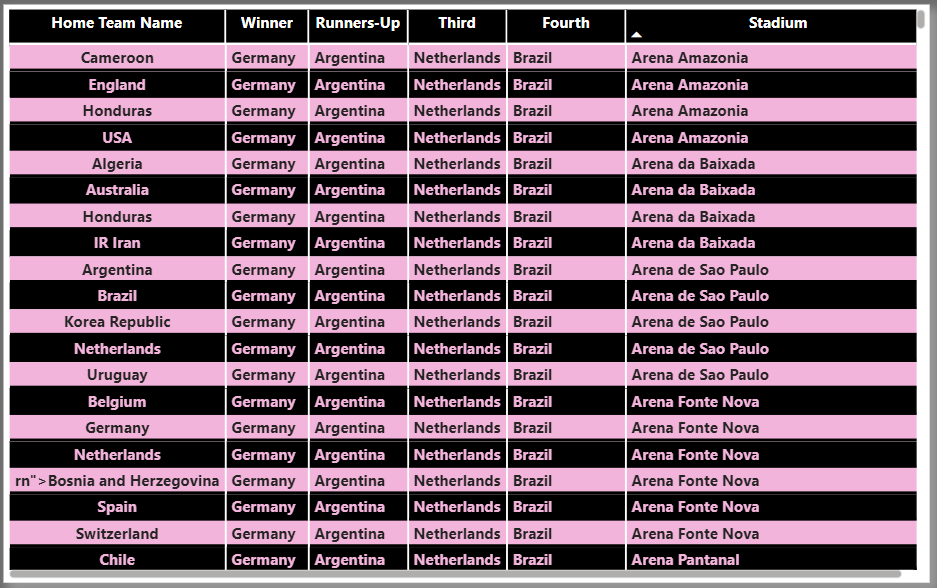 Home Team Name Winner Runners-Up Third Fourth Stadium
Cameroon Germany Argentina Netherlands Brazil Arena Amazonia
England Germany Argentina Netherlands Brazil Arena Amazonia
Honduras Germany Argentina Netherlands Brazil Arena Amazonia
USA Germany Argentina Netherlands Brazil Arena Amazonia
Algeria Germany Argentina Netherlands Brazil Arena da Baixada
Australia Germany Argentina Netherlands Brazil Arena da Baixada
Honduras Germany Argentina Netherlands Brazil Arena da Baixada
IR Iran Germany Argentina Netherlands Brazil Arena da Baixada
Argentina Germany Argentina Netherlands Brazil Arena de Sao Paulo
Brazil Germany Argentina Netherlands Brazil Arena de Sao Paulo
Korea Republic Germany Argentina Netherlands Brazil Arena de Sao Paulo
Netherlands Germany Argentina Netherlands Brazil Arena de Sao Paulo
Uruguay Germany Argentina Netherlands Brazil Arena de Sao Paulo
Belgium Germany Argentina Netherlands Brazil Arena Fonte Nova
Germany Germany Argentina Netherlands Brazil Arena Fonte Nova
Netherlands Germany Argentina Netherlands Brazil Arena Fonte Nova
rn">Bosnia and Herzegovina Germany Argentina Netherlands Brazil Arena Fonte Nova
Spain Germany Argentina Netherlands Brazil Arena Fonte Nova
Switzerland Germany Argentina Netherlands Brazil Arena Fonte Nova
Chile Germany Argentina Netherlands Brazil Arena Pantanal